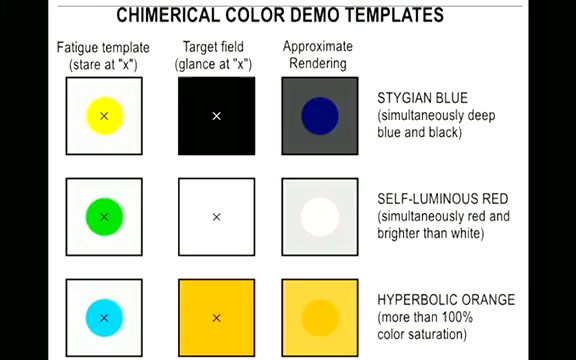 CHIMERICAL COLOR DEMO TEMPLATES
Fatigue template
(stare at "x")
Target field
(glance at "x")
Approximate
Rendering
x
x
STYGIAN BLUE
(simultaneously deep
blue and black)
x
x
SELF-LUMINOUS RED
(simultaneously red and
brighter than white)
x
x
HYPERBOLIC ORANGE
(more than 100%
color saturation)